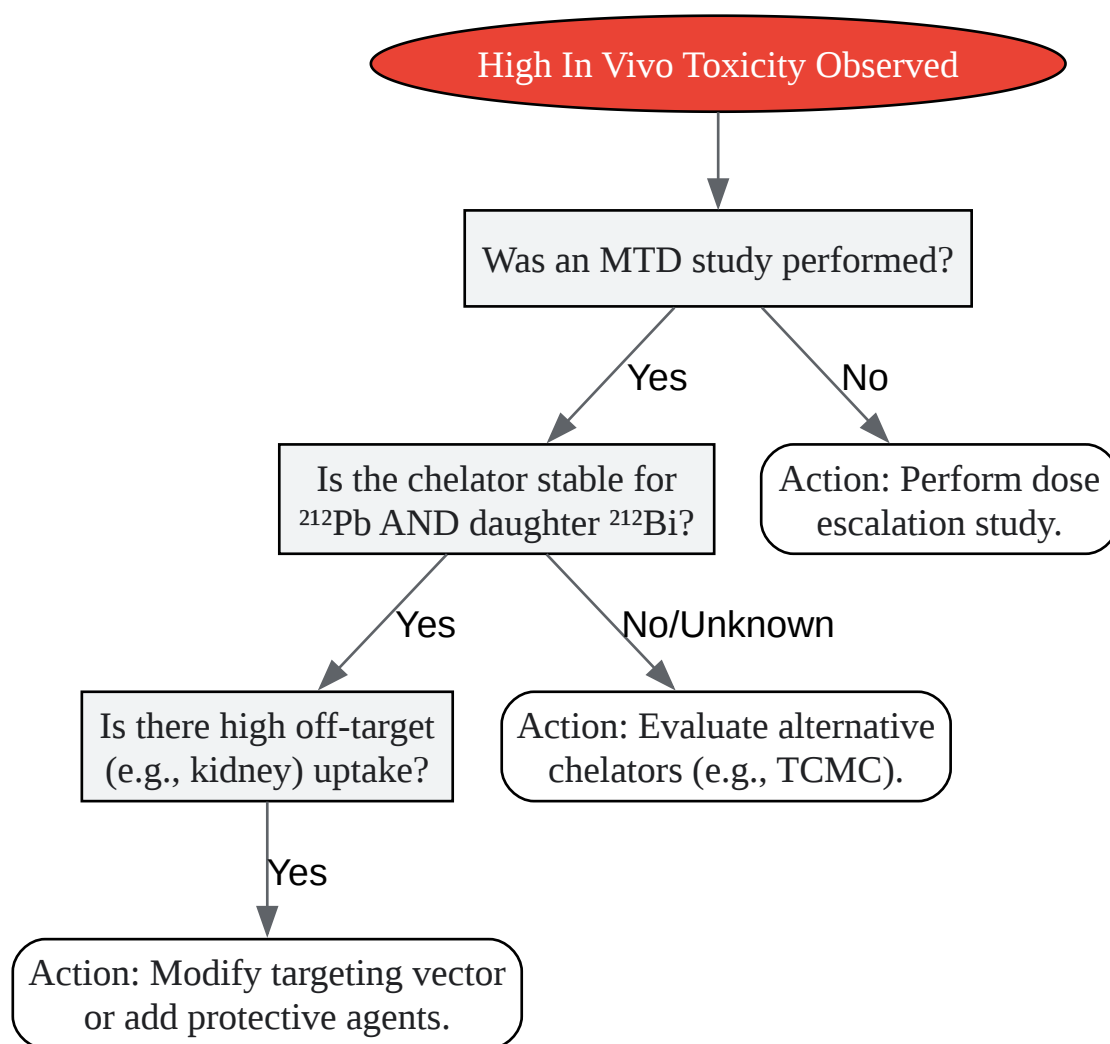 High In Vivo Toxicity Observed
Was an MTD study performed?
Yes
No
Is the chelator stable for
²¹²Pb AND daughter ²¹²Bi?
Action: Perform dose
escalation study.
Yes
No/Unknown
Is there high off-target
(e.g., kidney) uptake?
Action: Evaluate alternative
chelators (e.g., TCMC).
Yes
Action: Modify targeting vector
or add protective agents.